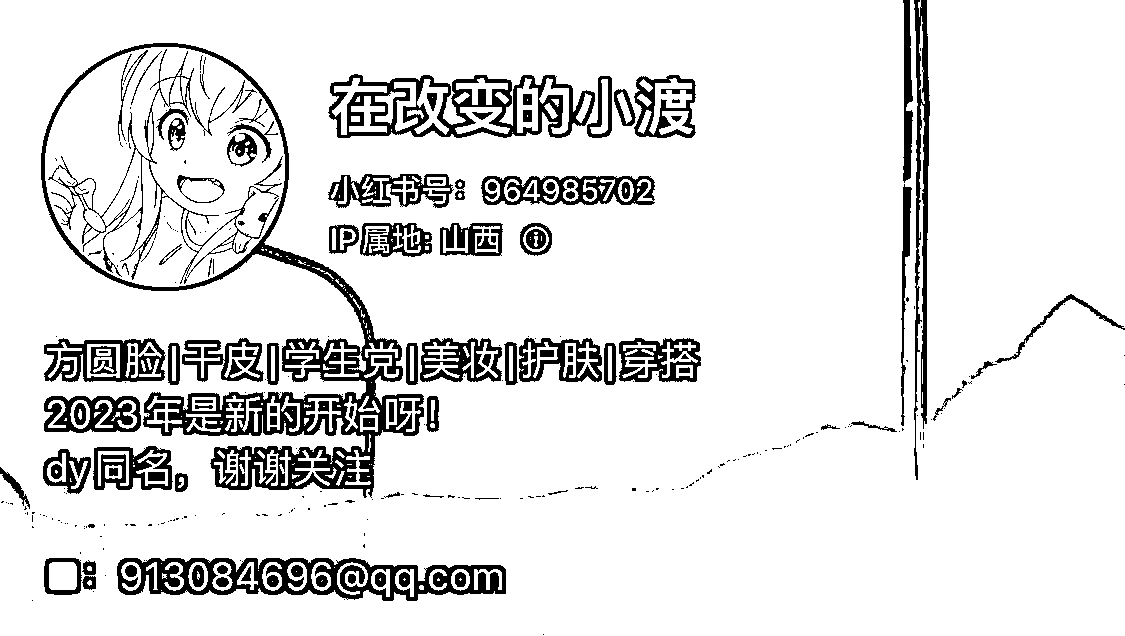 在改变的小渡
小红书号：964985702
IP属地：山西
方圆脸|干皮|学生党|美妆|护肤|穿搭
2023年是新的开始呀！
dy同名，谢谢关注
□：913084696@qq.com